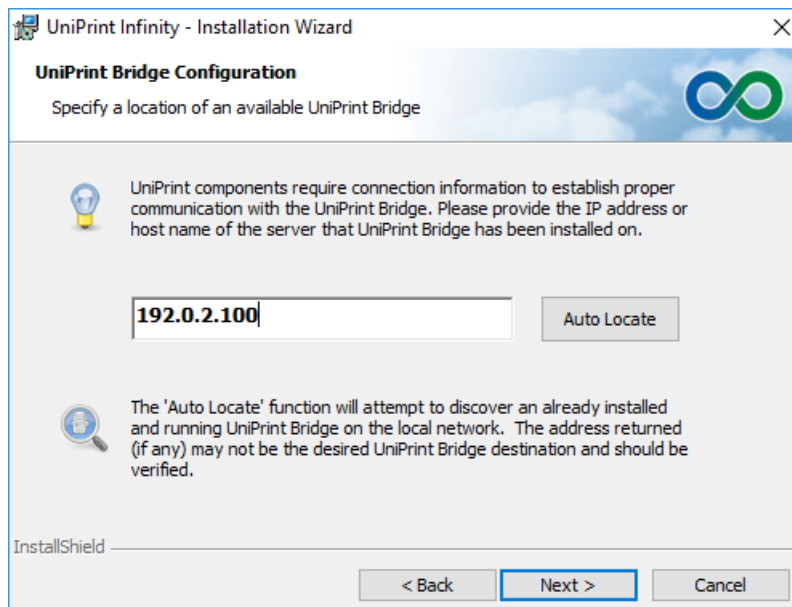 UniPrint Infinity - Installation Wizard
UniPrint Bridge Configuration
Specify a location of an available UniPrint Bridge
UniPrint components require connection information to establish proper
communication with the UniPrint Bridge. Please provide the IP address or
host name of the server that UniPrint Bridge has been installed on.
192.0.2.100
Auto Locate
The 'Auto Locate' function will attempt to discover an already installed
and running UniPrint Bridge on the local network. The address returned
(if any) may not be the desired UniPrint Bridge destination and should be
verified.
InstallShield
< Back
Next >
Cancel